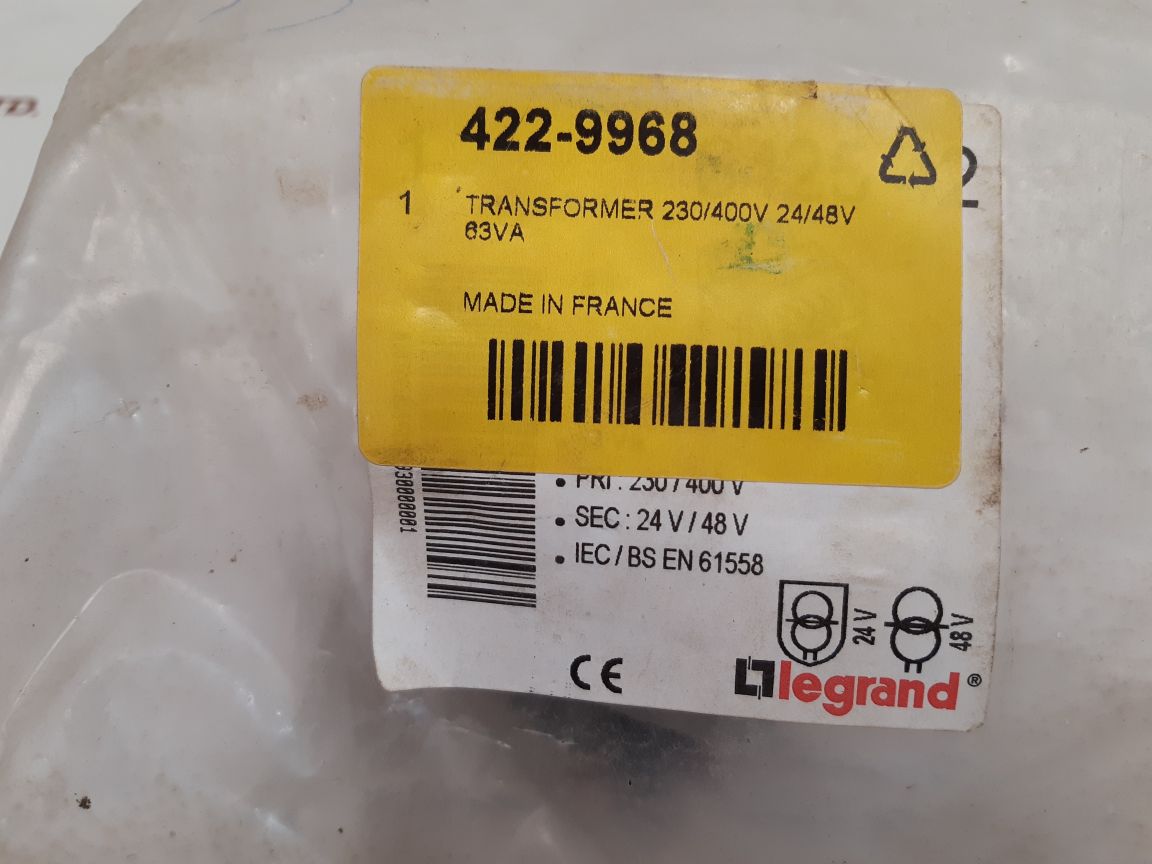 422-9968
1 TRANSFORMER 230/400V 24/48V
63VA
MADE IN FRANCE
2
• PRI : 230 / 400 V
• SEC : 24 V / 48 V
• IEC / BS EN 61558
24 V
48 V
CE
legrand®